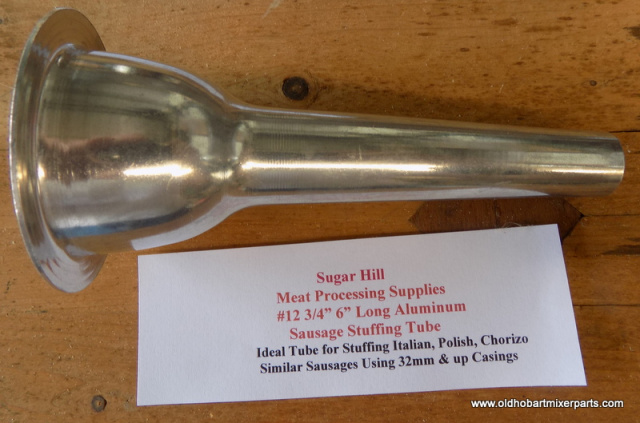 Sugar Hill
Meat Processing Supplies
#12 3/4” 6” Long Aluminum
Sausage Stuffing Tube
Ideal Tube for Stuffing Italian, Polish, Chorizo
Similar Sausages Using 32mm & up Casings
www.oldhobartmixerparts.com